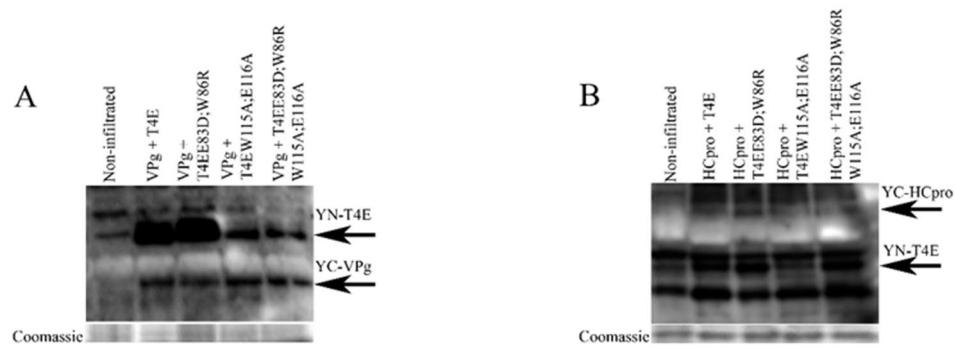 A
Non-infiltrated
VPg + T4E
VPg +
T4EE83D;W86R
VPg +
T4EW115A;E116A
VPg + T4EE83D;W86R
W115A;E116A
YN-T4E
YC-VPg
Coomassic
B
Non-infiltrated
HCpro + T4E
HCpro +
T4EE83D;W86R
HCpro +
T4EW115A;E116A
HCpro + T4EE83D;W86R
W115A;E116A
YC-HCpro
YN-T4E
Coomassic